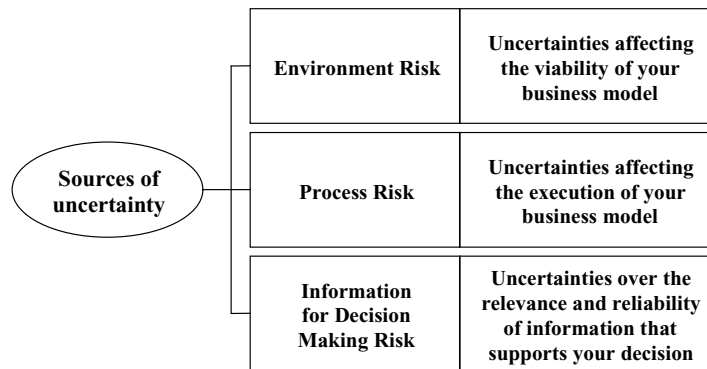 Sources of
uncertainty
Environment Risk
Uncertainties affecting
the viability of your
business model
Process Risk
Uncertainties affecting
the execution of your
business model
Information
for Decision
Making Risk
Uncertainties over the
relevance and reliability
of information that
supports your decision